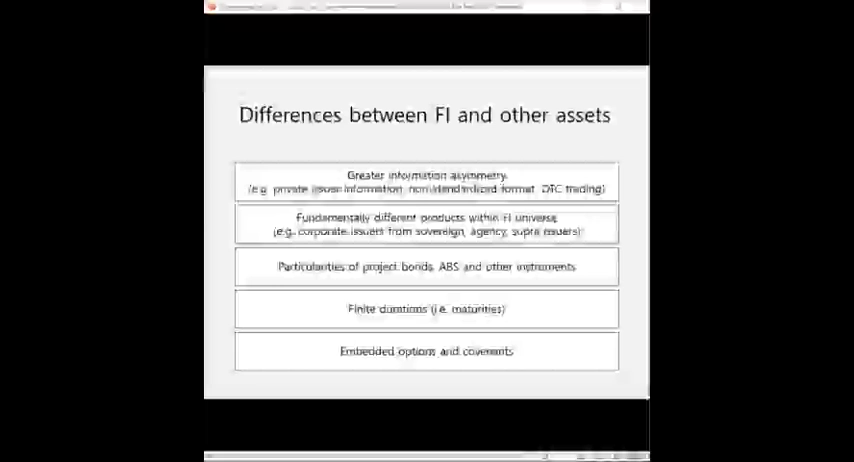 Differences between FI and other assets
Greater information asymmetry
(e.g. private issuer information, non standardized format, OTC trading)
Fundamentally different products within FI universe
(e.g. corporate issuers from sovereign, agency, supra issuers)
Particularities of project bonds, ABS and other instruments
Finite durations (i.e. maturities)
Embedded options and covenants